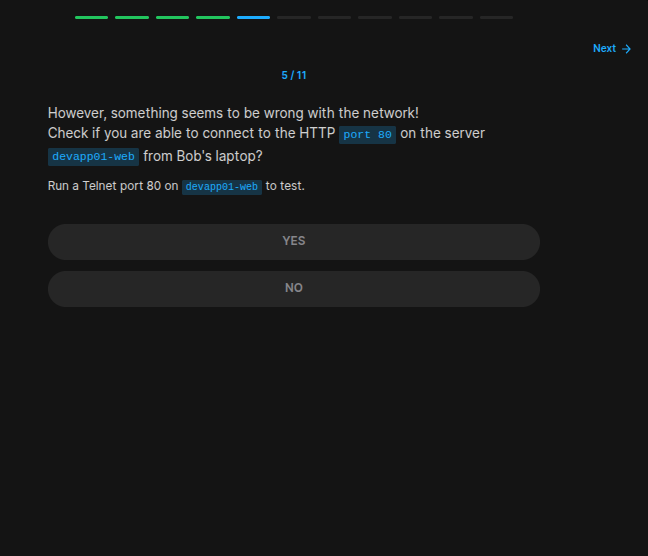 Next →
5 / 11
However, something seems to be wrong with the network!
Check if you are able to connect to the HTTP port 80 on the server
devapp01-web from Bob's laptop?
Run a Telnet port 80 on devapp01-web to test.
YES
NO